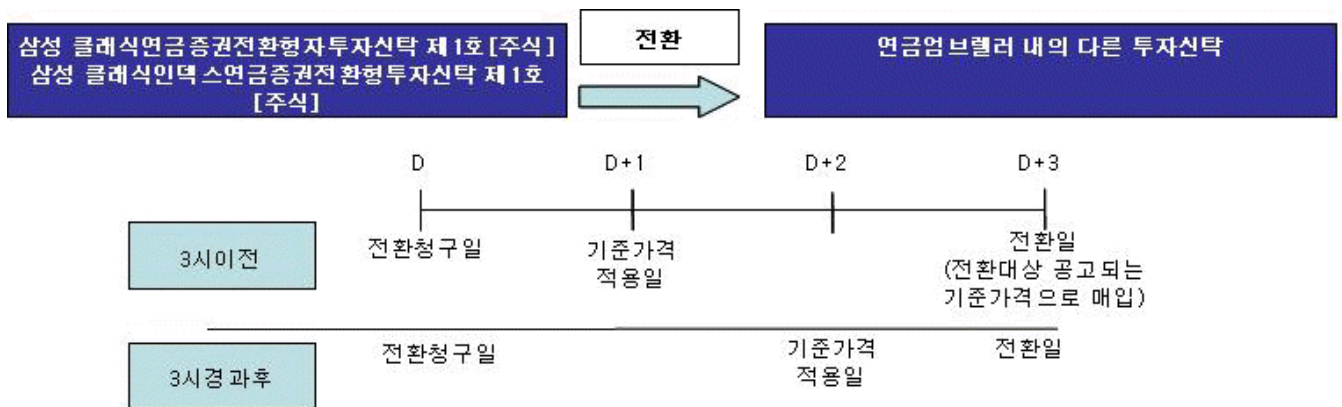 삼성 클래식연금증권전환형자투자신탁 제1호[주식]
삼성 클래식인덱스연금증권전환형투자신탁 제1호
[주식]
전환
연금엄브렐러 내의 다른 투자신탁
D
D+1
D+2
D+3
3시이전
전환청구일
기준가격
적용일
전환일
(전환대상 공고되는
기준가격으로 매입)
3시경과후
전환청구일
기준가격
적용일
전환일